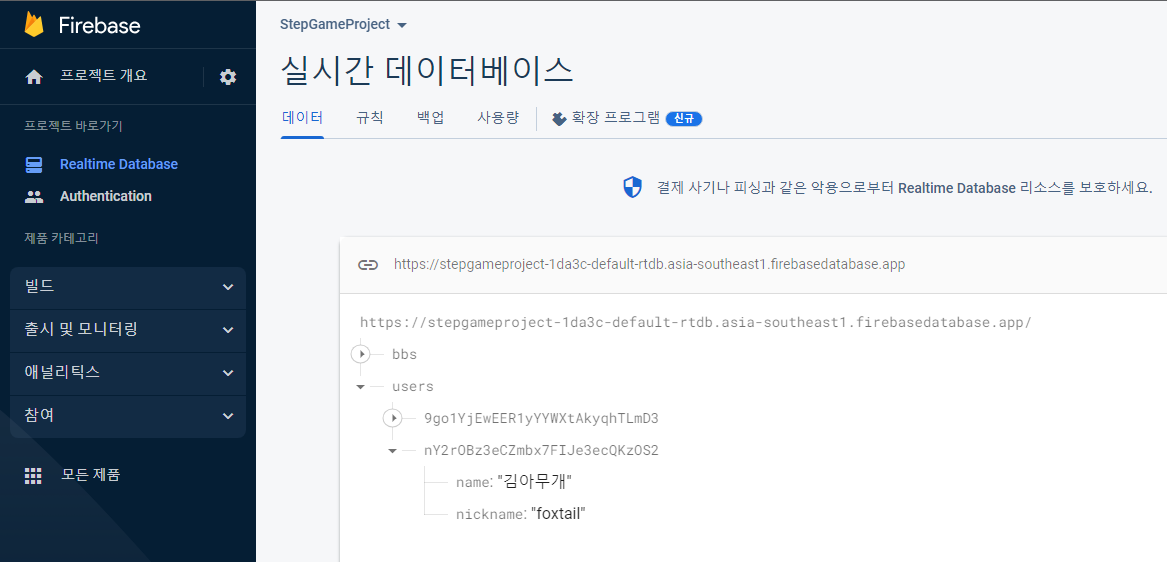 Firebase
프로젝트 개요
프로젝트 바로가기
Realtime Database
Authentication
제품 카테고리
빌드
출시 및 모니터링
애널리틱스
참여
모든 제품
StepGameProject
실시간 데이터베이스
데이터 규칙 백업 사용량 확장 프로그램 신규
결제 사기나 피싱과 같은 악용으로부터 Realtime Database 리소스를 보호하세요.
https://stepgameproject-1da3c-default-rtdb.asia-southeast1.firebasedatabase.app
https://stepgameproject-1da3c-default-rtdb.asia-southeast1.firebasedatabase.app/
bbs
users
9go1YjEwEER1yYYWXtAkyqhTLmD3
nY2rOBz3eCZmbx7FIJe3ecQKzOS2
name: "김아무개"
nickname: "foxtail"